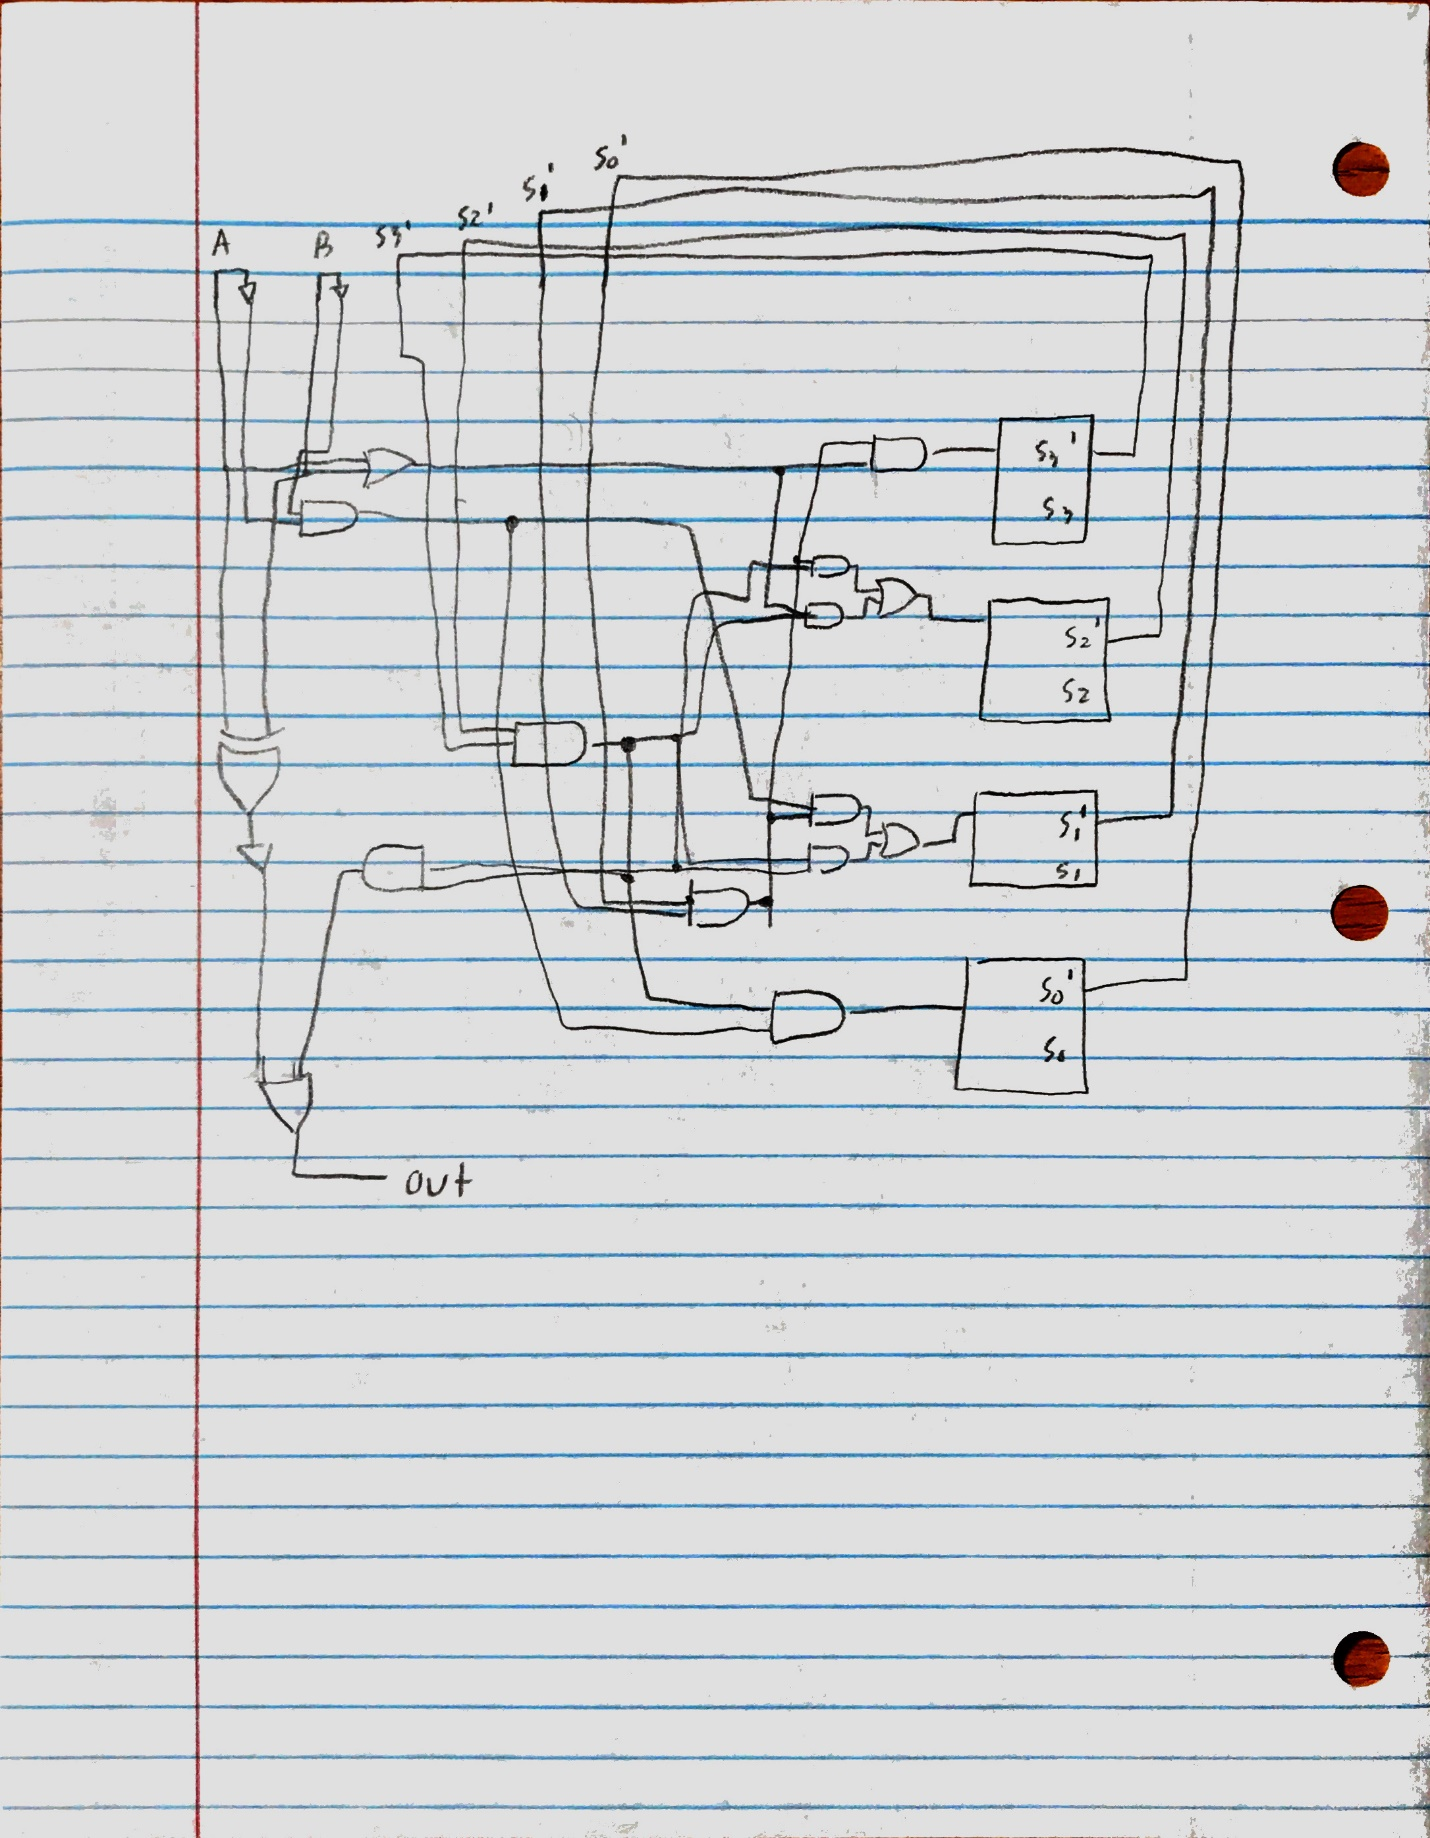 A B S3' S2' S1' S0'
S3'
S3
S2'
S2
S1'
S1
S0'
S0
out